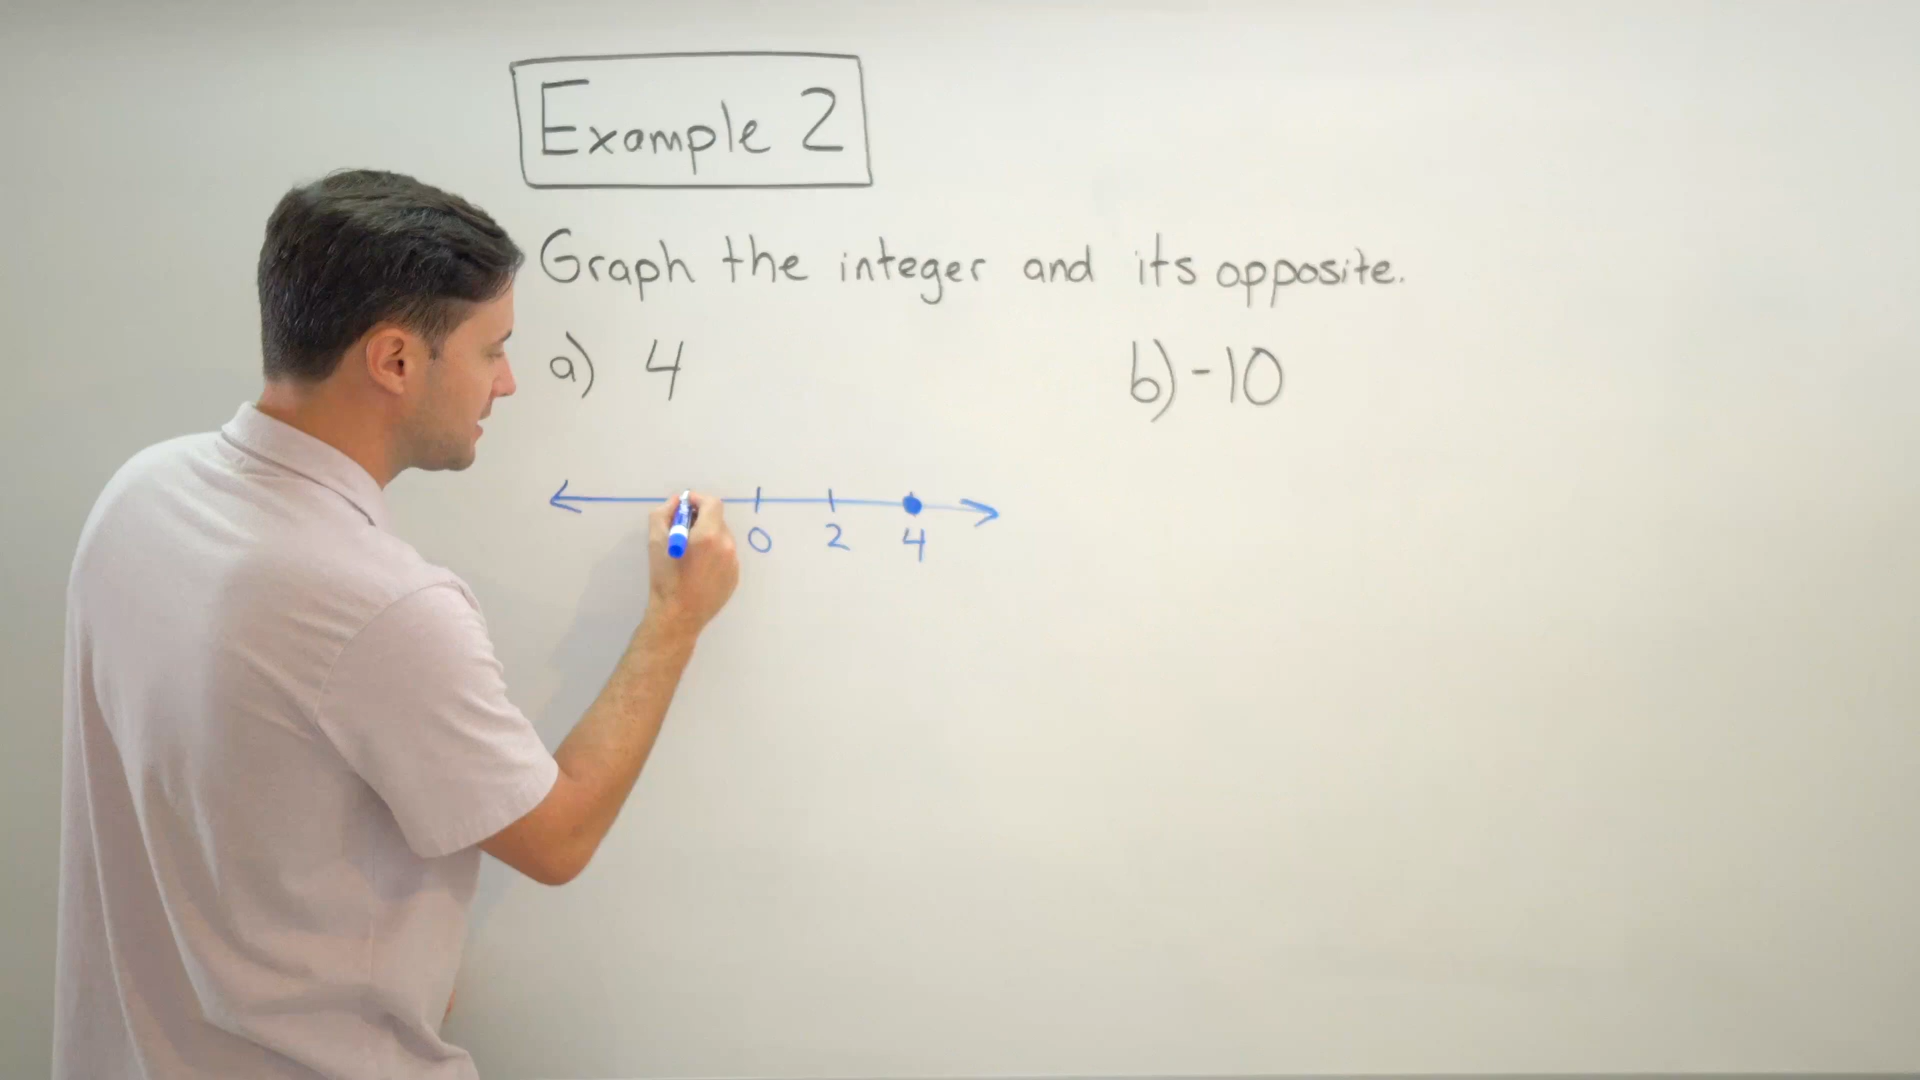 Example 2
Graph the integer and its opposite.
a) 4
b) -10
0 2 4